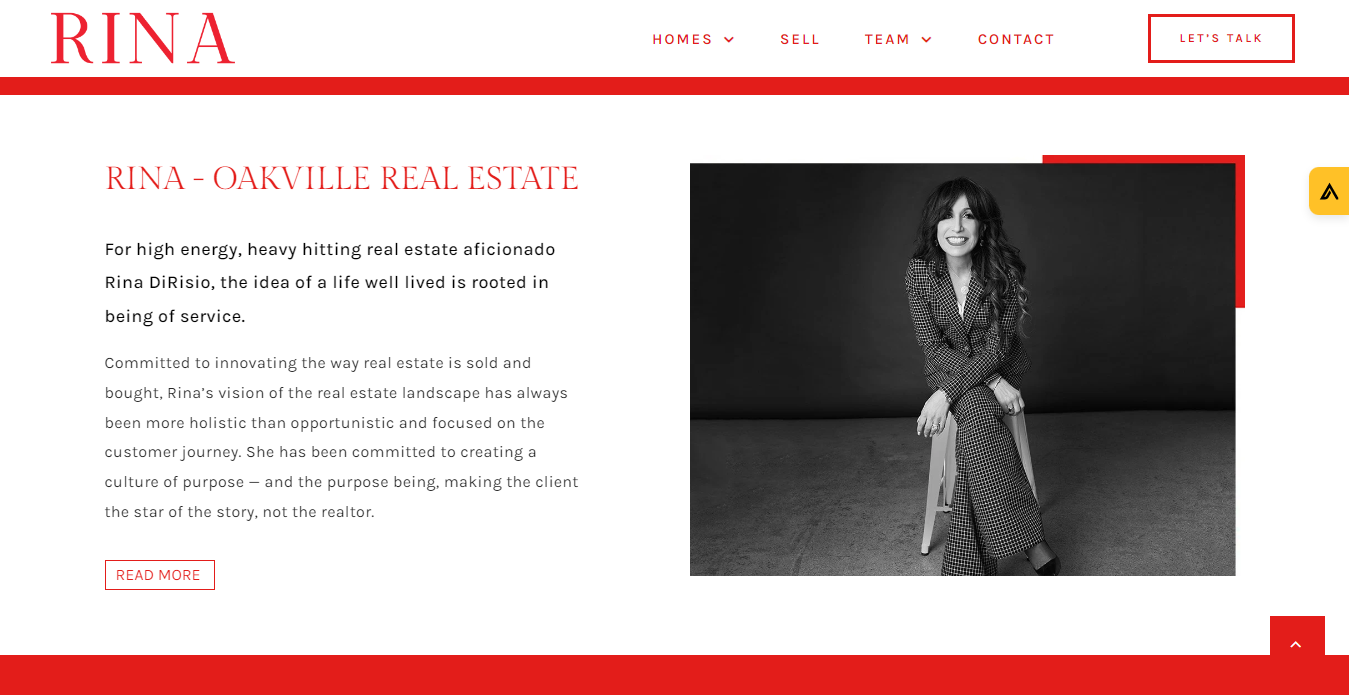 RINA
HOMES SELL TEAM CONTACT LET'S TALK
RINA - OAKVILLE REAL ESTATE
For high energy, heavy hitting real estate aficionado
Rina DiRisio, the idea of a life well lived is rooted in
being of service.
Committed to innovating the way real estate is sold and
bought, Rina's vision of the real estate landscape has always
been more holistic than opportunistic and focused on the
customer journey. She has been committed to creating a
culture of purpose — and the purpose being, making the client
the star of the story, not the realtor.
READ MORE